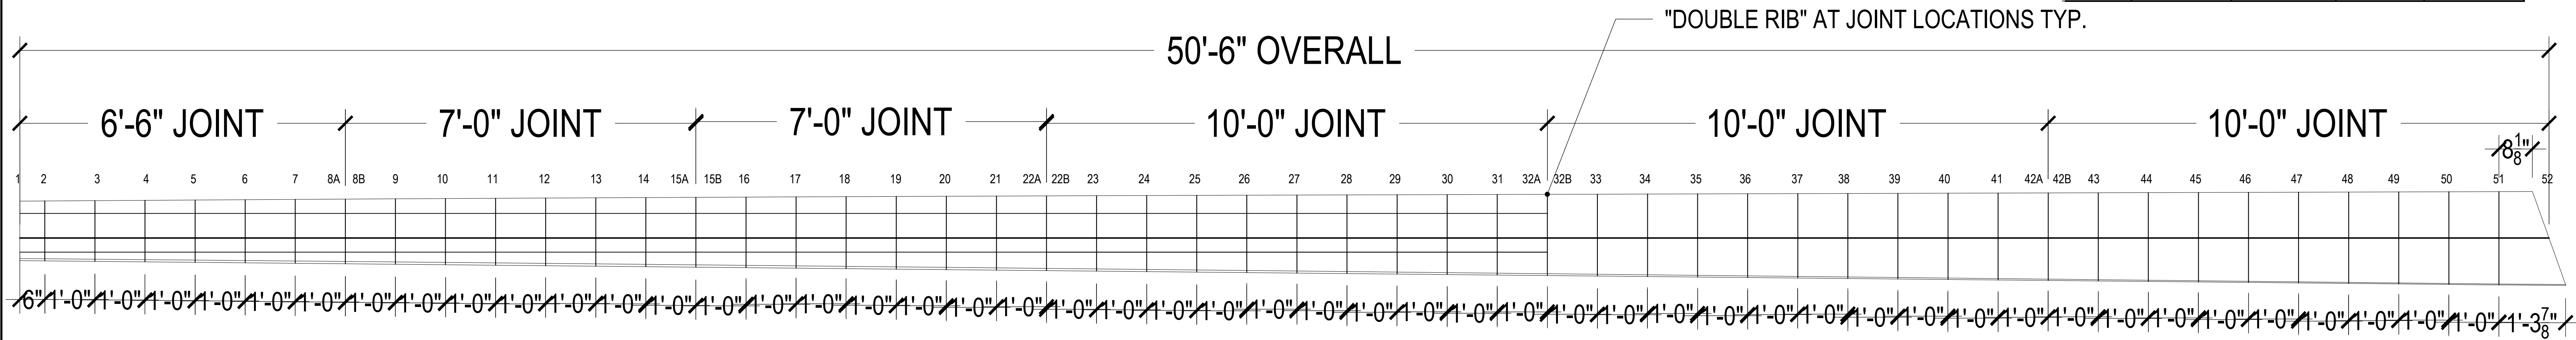 "DOUBLE RIB" AT JOINT LOCATIONS TYP.
50'-6" OVERALL
6'-6" JOINT 7'-0" JOINT 7'-0" JOINT 10'-0" JOINT 10'-0" JOINT 10'-0" JOINT
8 1/8"
1 2 3 4 5 6 7 8A 8B 9 10 11 12 13 14 15A 15B 16 17 18 19 20 21 22A 22B 23 24 25 26 27 28 29 30 31 32A 32B 33 34 35 36 37 38 39 40 41 42A 42B 43 44 45 46 47 48 49 50 51 52
6" 1'-0" 1'-0" 1'-0" 1'-0" 1'-0" 1'-0" 1'-0" 1'-0" 1'-0" 1'-0" 1'-0" 1'-0" 1'-0" 1'-0" 1'-0" 1'-0" 1'-0" 1'-0" 1'-0" 1'-0" 1'-0" 1'-0" 1'-0" 1'-0" 1'-0" 1'-0" 1'-0" 1'-0" 1'-0" 1'-0" 1'-0" 1'-0" 1'-0" 1'-0" 1'-0" 1'-0" 1'-0" 1'-0" 1'-0" 1'-0" 1'-0" 1'-0" 1'-0" 1'-0" 1'-0" 1'-0" 1'-0" 1'-0" 1'-0" 1'-3 7/8"